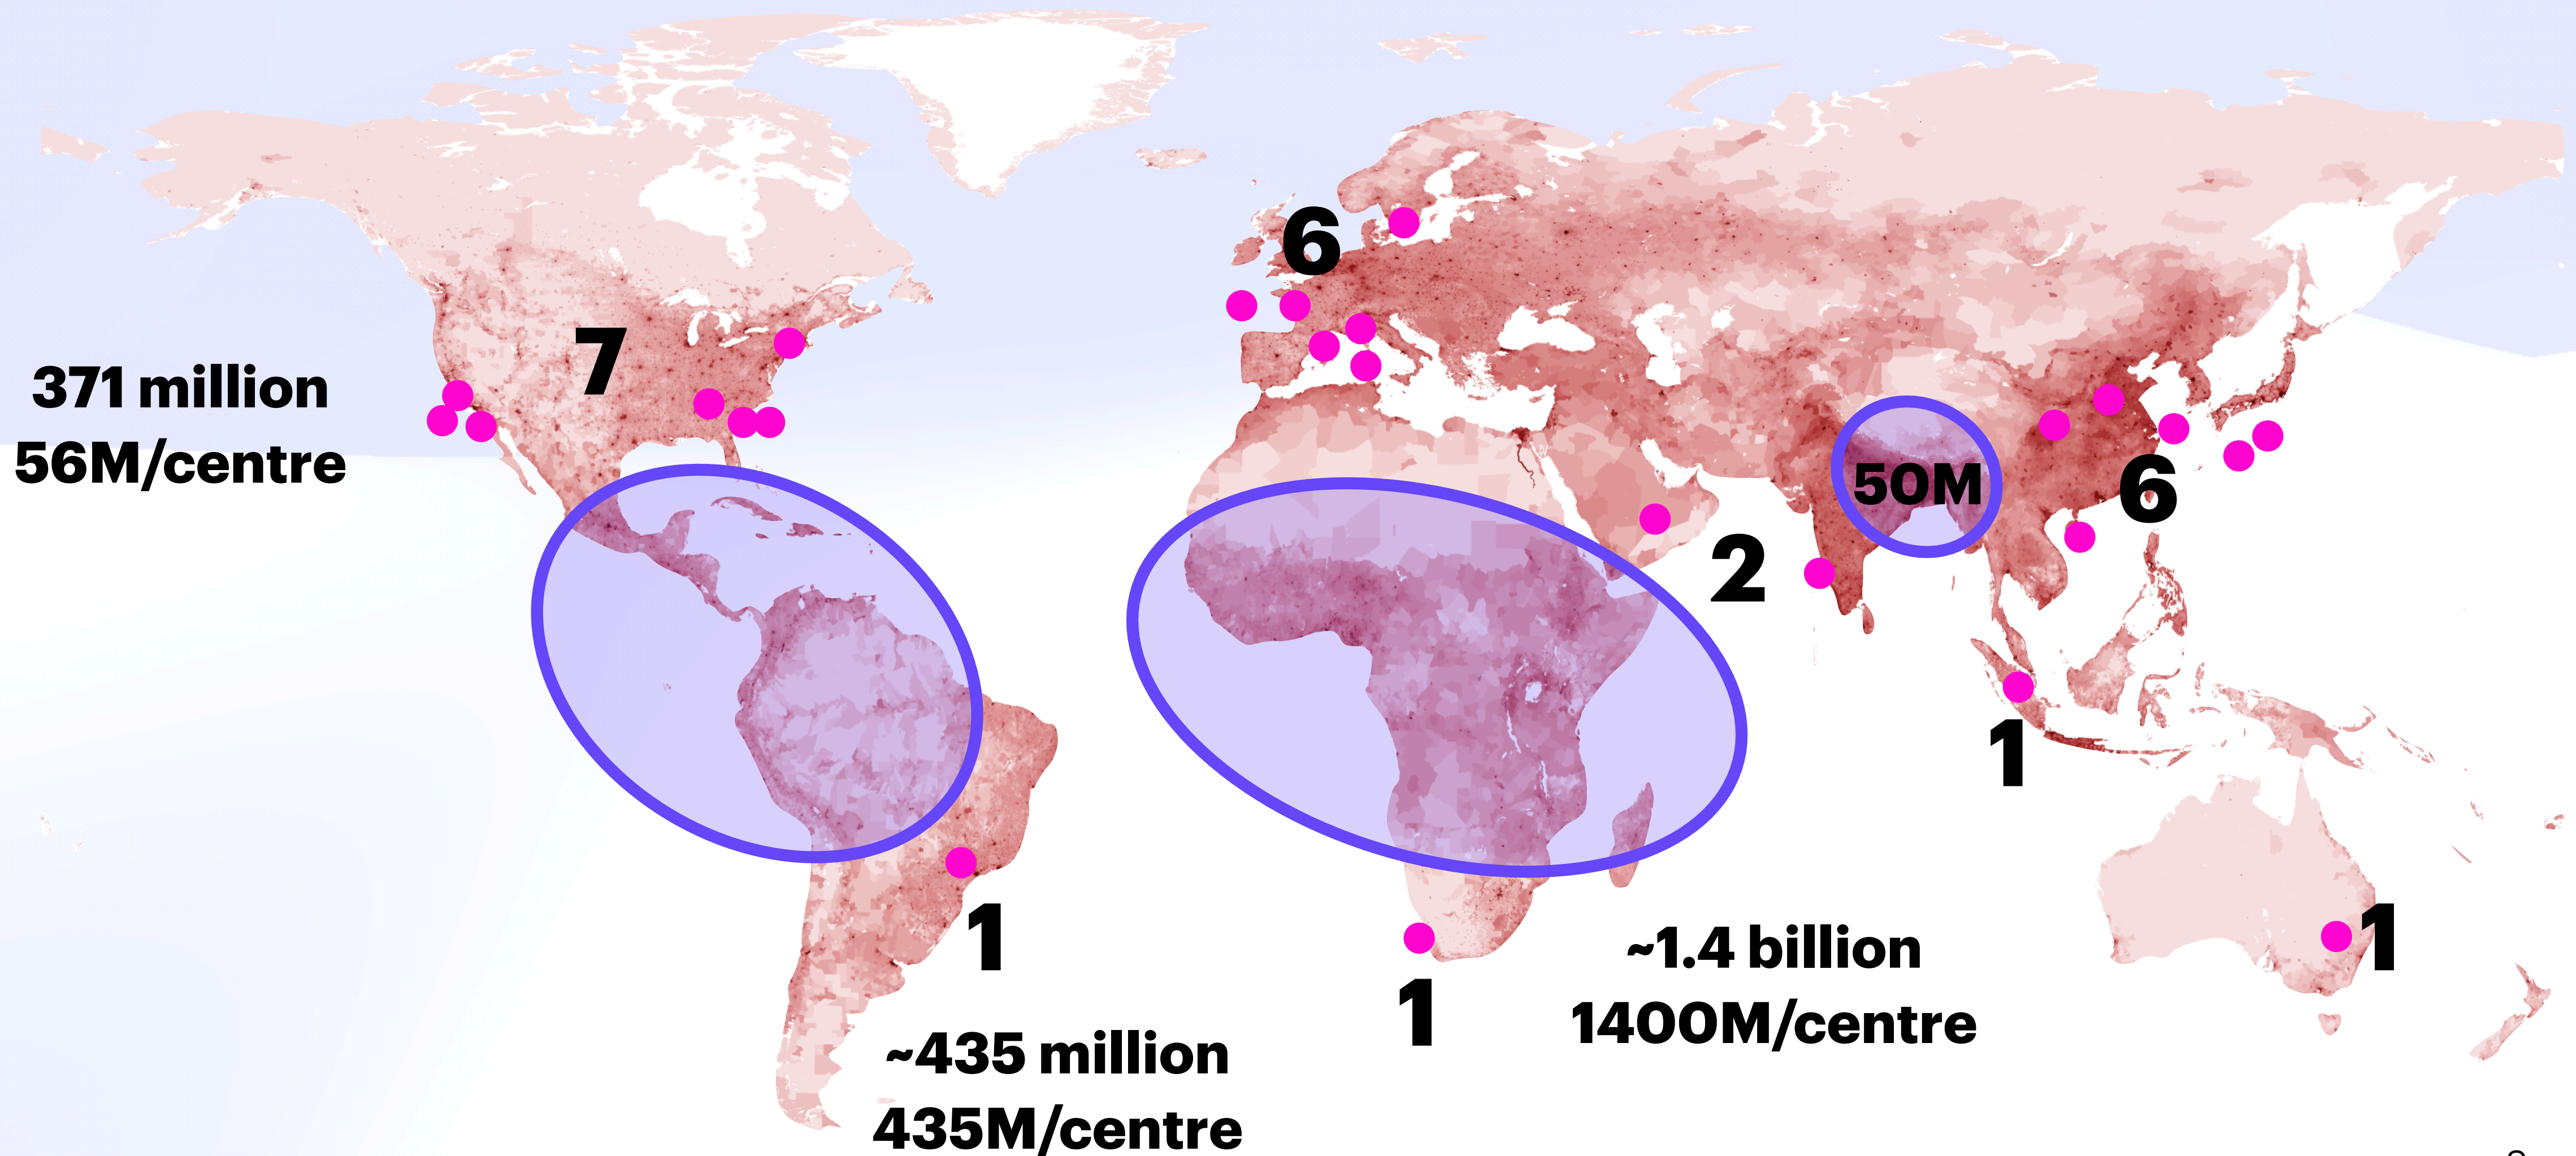 6
7
371 million
56M/centre
50M
6
2
1
1
1
~1.4 billion
1400M/centre
1
~435 million
435M/centre